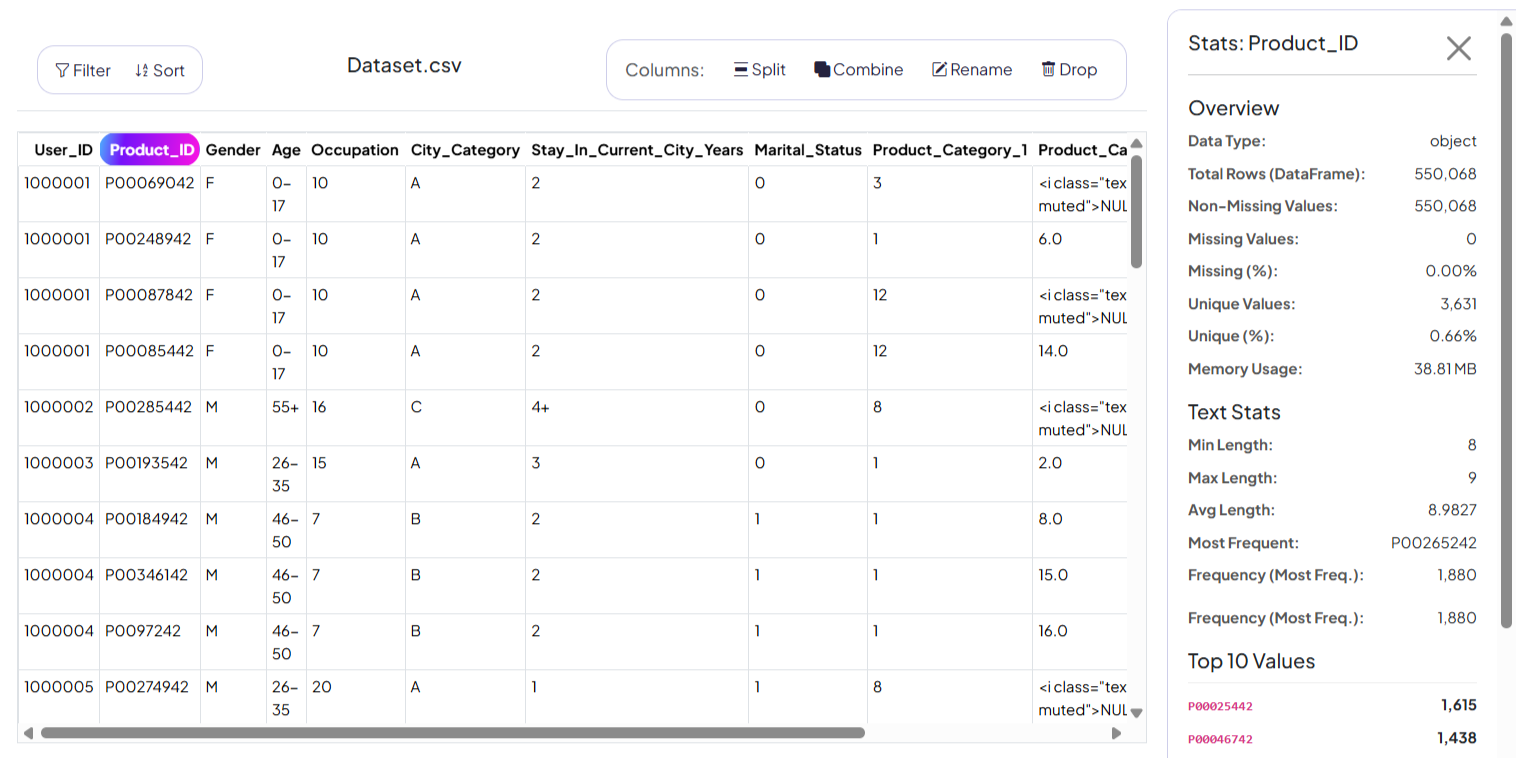 Filter Sort
Dataset.csv
Columns: Split Combine Rename Drop
User_ID Product_ID Gender Age Occupation City_Category Stay_In_Current_City_Years Marital_Status Product_Category_1 Product_Ca
1000001 P00069042 F 0-17 10 A 2 0 3 <i class="tex muted">NUL
1000001 P00248942 F 0-17 10 A 2 0 1 6.0
1000001 P00087842 F 0-17 10 A 2 0 12 <i class="tex muted">NUL
1000001 P00085442 F 0-17 10 A 2 0 12 14.0
1000002 P00285442 M 55+ 16 C 4+ 0 8 <i class="tex muted">NUL
1000003 P00193542 M 26-35 15 A 3 0 1 2.0
1000004 P00184942 M 46-50 7 B 2 1 1 8.0
1000004 P00346142 M 46-50 7 B 2 1 1 15.0
1000004 P0097242 M 46-50 7 B 2 1 1 16.0
1000005 P00274942 M 26-35 20 A 1 1 8 <i class="tex muted">NUL
Stats: Product_ID
Overview
Data Type: object
Total Rows (DataFrame): 550,068
Non-Missing Values: 550,068
Missing Values: 0
Missing (%): 0.00%
Unique Values: 3,631
Unique (%): 0.66%
Memory Usage: 38.81 MB
Text Stats
Min Length: 8
Max Length: 9
Avg Length: 8.9827
Most Frequent: P00265242
Frequency (Most Freq.): 1,880
Frequency (Most Freq.): 1,880
Top 10 Values
P00025442 1,615
P00046742 1,438